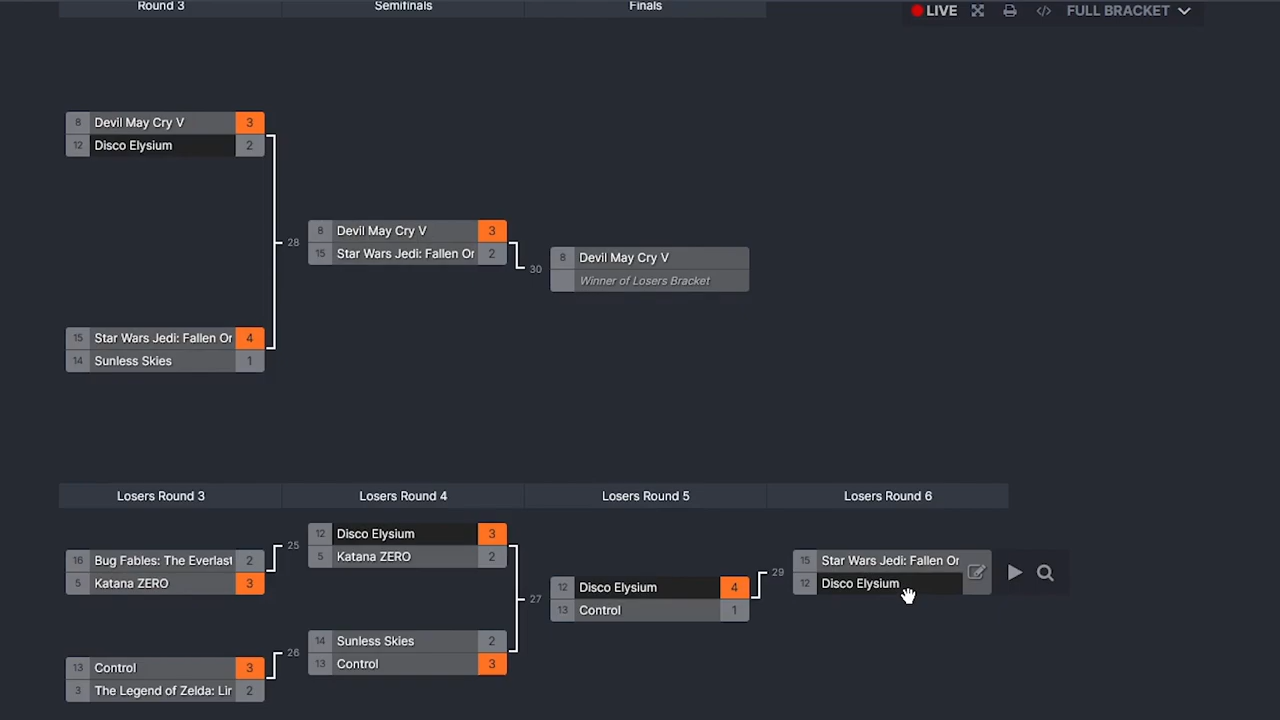 Round 3
Semifinals
Finals
LIVE
FULL BRACKET
8 Devil May Cry V 3
12 Disco Elysium 2
28
8 Devil May Cry V 3
15 Star Wars Jedi: Fallen Or 2
30
8 Devil May Cry V
Winner of Losers Bracket
15 Star Wars Jedi: Fallen Or 4
14 Sunless Skies 1
Losers Round 3
Losers Round 4
Losers Round 5
Losers Round 6
16 Bug Fables: The Everlast 2
5 Katana ZERO 3
25
12 Disco Elysium 3
5 Katana ZERO 2
27
12 Disco Elysium 4
13 Control 1
29
15 Star Wars Jedi: Fallen Or
12 Disco Elysium
13 Control 3
3 The Legend of Zelda: Lir 2
26
14 Sunless Skies 2
13 Control 3